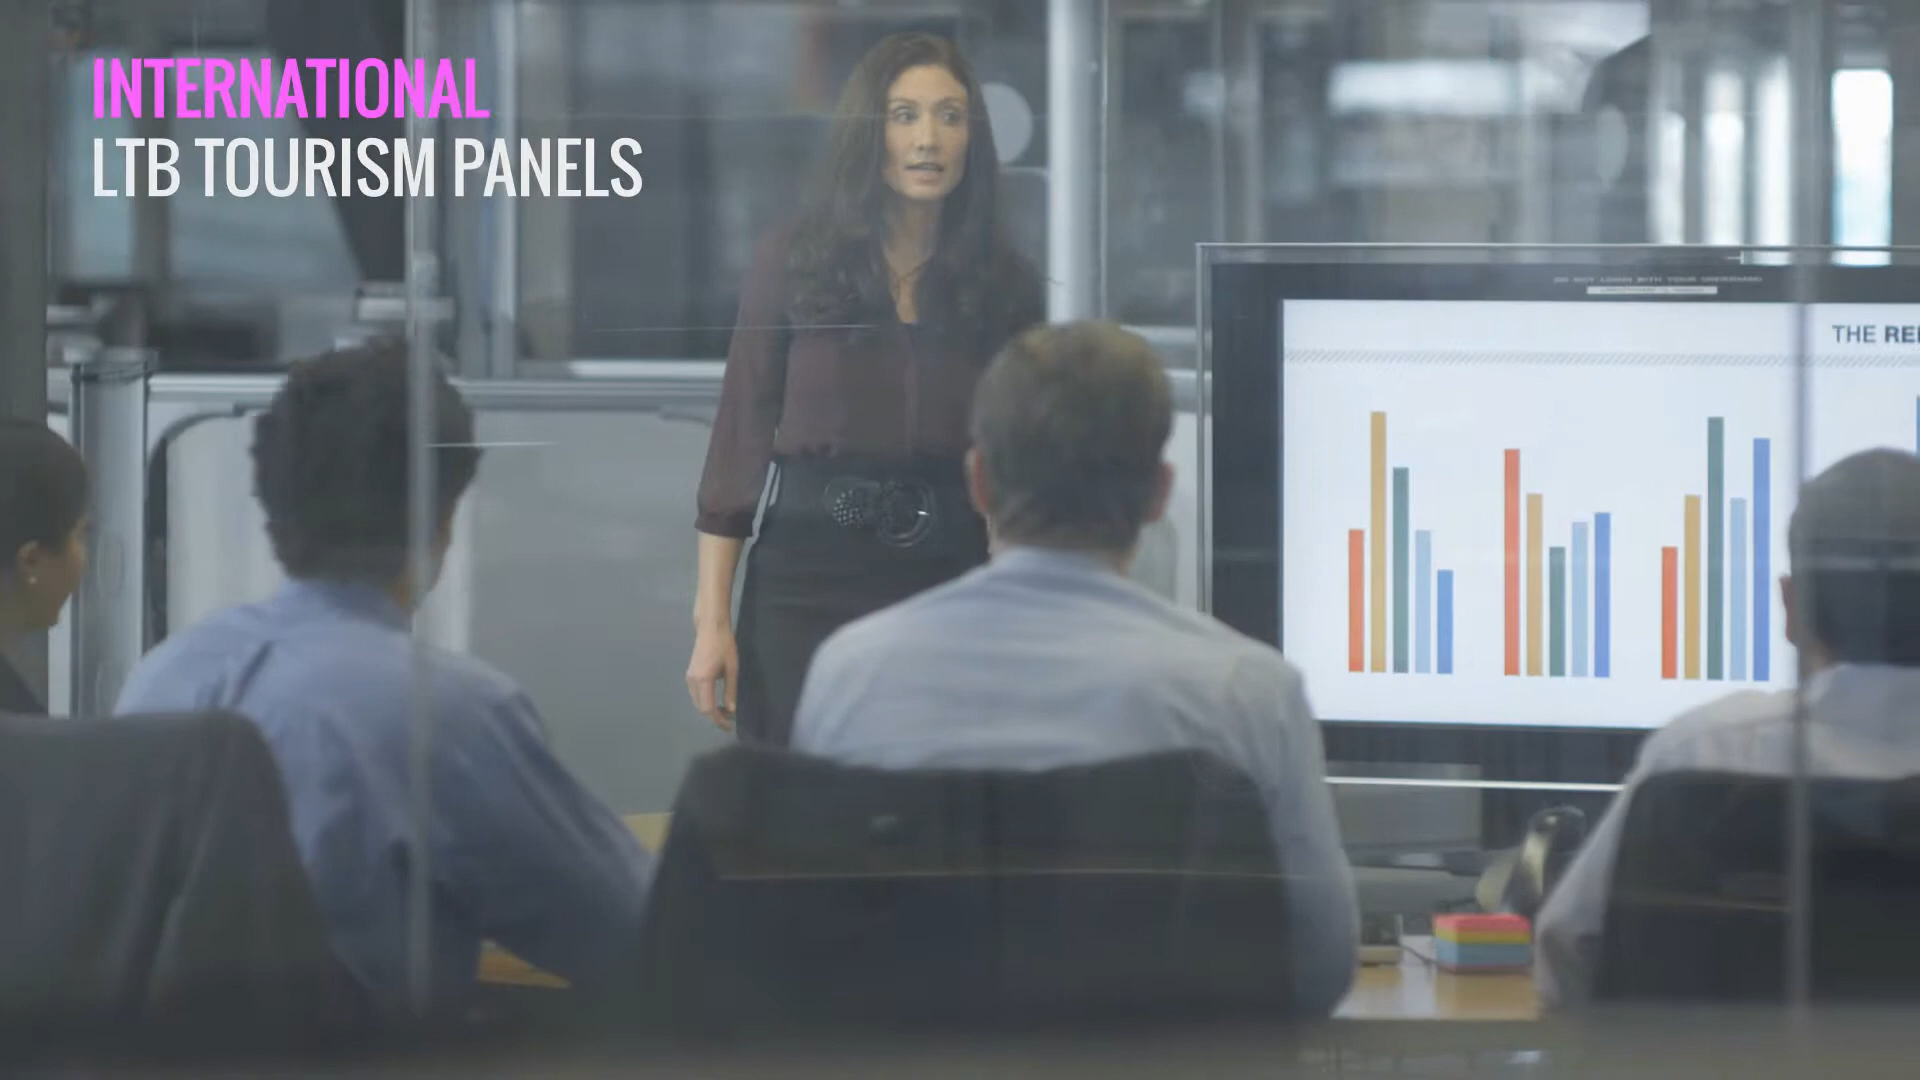 INTERNATIONAL
LTB TOURISM PANELS
THE RE